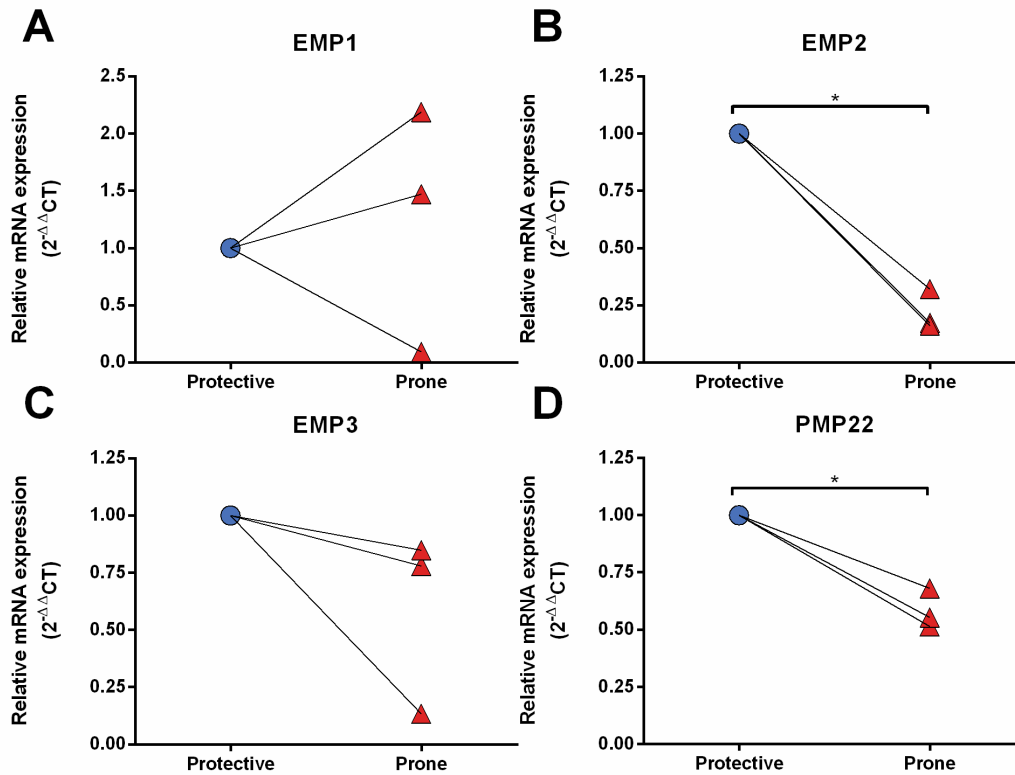 A
EMP1
Relative mRNA expression
(2-Δ ΔCT)
2.5
2.0
1.5
1.0
0.5
0.0
Protective Prone
B
EMP2
*
Relative mRNA expression
(2-Δ ΔCT)
1.25
1.00
0.75
0.50
0.25
0.00
Protective Prone
C
EMP3
Relative mRNA expression
(2-Δ ΔCT)
1.25
1.00
0.75
0.50
0.25
0.00
Protective Prone
D
PMP22
*
Relative mRNA expression
(2-Δ ΔCT)
1.25
1.00
0.75
0.50
0.25
0.00
Protective Prone